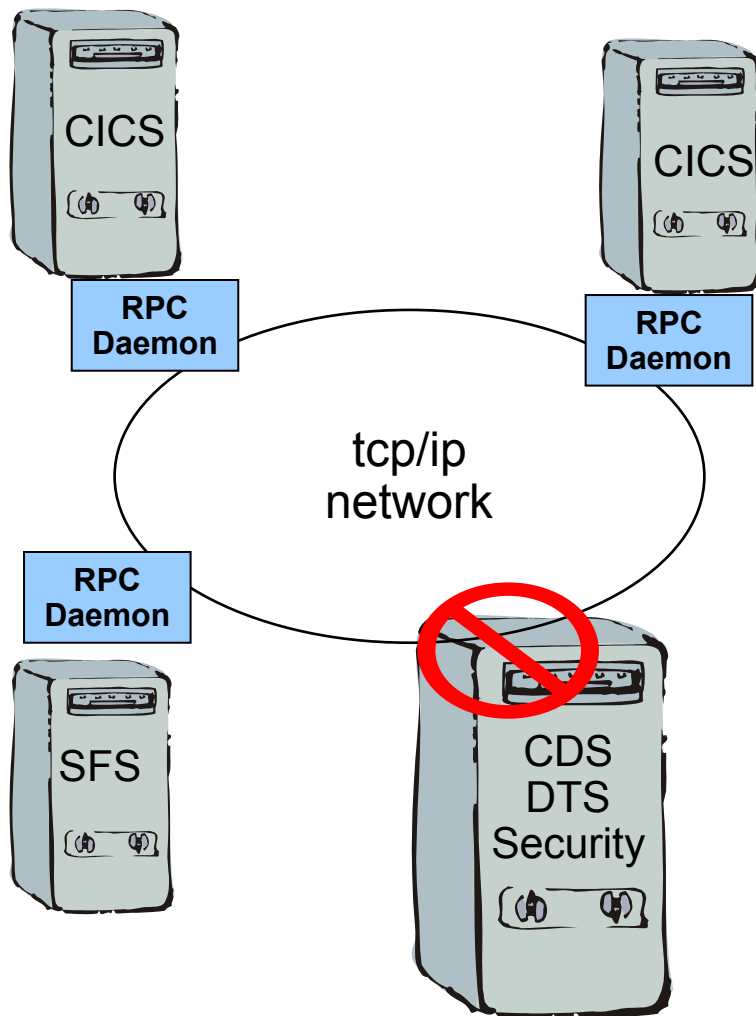 CICS
CICS
RPC
Daemon
RPC
Daemon
tcp/ip
network
RPC
Daemon
SFS
CDS
DTS
Security